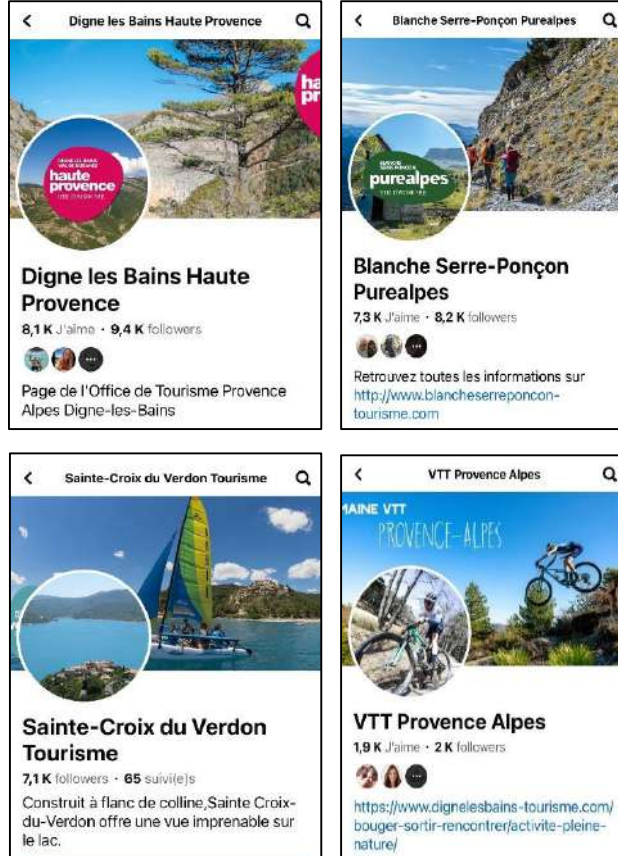 Digne les Bains Haute Provence
haute
provence
Digne les Bains Haute
Provence
8,1 K J'aime · 9,4 K followers
Page de l'Office de Tourisme Provence
Alpes Digne-les-Bains
Blanche Serre-Ponçon Purealpes
purealpes
Blanche Serre-Ponçon
Purealpes
7,3 K J'aime · 8,2 K followers
Retrouvez toutes les informations sur
http://www.blancheserreponcon-
tourisme.com
Sainte-Croix du Verdon Tourisme
Sainte-Croix du Verdon
Tourisme
7,1 K followers · 65 suivi(e)s
Construit à flanc de colline,Sainte Croix-
du-Verdon offre une vue imprenable sur
le lac.
VTT Provence Alpes
MAINE VTT
PROVENCE-ALPES
VTT Provence Alpes
1,9 K J'aime · 2 K followers
https://www.dignelesbains-tourisme.com/
bouger-sortir-rencontrer/activite-pleine-
nature/